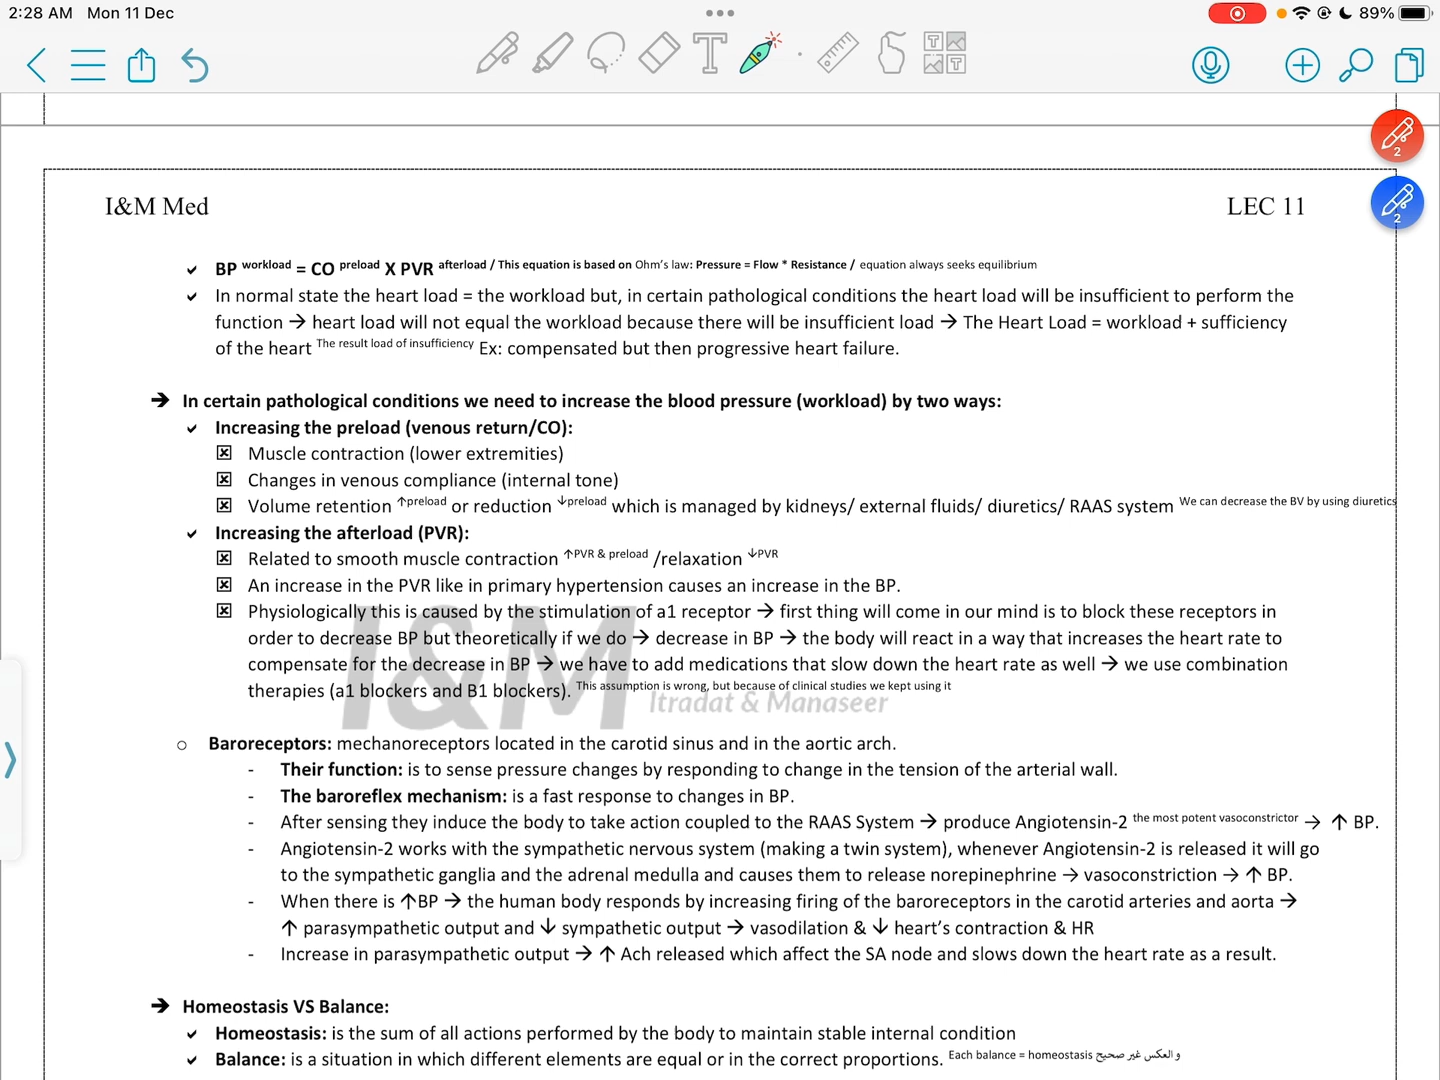 2:28 AM Mon 11 Dec
89%
2
I&M Med
LEC 11
2
✓ BP workload = CO preload X PVR afterload / This equation is based on Ohm's law: Pressure = Flow * Resistance / equation always seeks equilibrium
✓ In normal state the heart load = the workload but, in certain pathological conditions the heart load will be insufficient to perform the
function → heart load will not equal the workload because there will be insufficient load → The Heart Load = workload + sufficiency
of the heart The result load of insufficiency Ex: compensated but then progressive heart failure.
→ In certain pathological conditions we need to increase the blood pressure (workload) by two ways:
✓ Increasing the preload (venous return/CO):
☒ Muscle contraction (lower extremities)
☒ Changes in venous compliance (internal tone)
☒ Volume retention ↑preload or reduction ↓preload which is managed by kidneys/ external fluids/ diuretics/ RAAS system We can decrease the BV by using diuretics
✓ Increasing the afterload (PVR):
☒ Related to smooth muscle contraction ↑PVR & preload /relaxation ↓PVR
☒ An increase in the PVR like in primary hypertension causes an increase in the BP.
☒ Physiologically this is caused by the stimulation of a1 receptor → first thing will come in our mind is to block these receptors in
order to decrease BP but theoretically if we do → decrease in BP → the body will react in a way that increases the heart rate to
compensate for the decrease in BP → we have to add medications that slow down the heart rate as well → we use combination
therapies (a1 blockers and B1 blockers). This assumption is wrong, but because of clinical studies we kept using it
I&M
Itradat & Manaseer
○ Baroreceptors: mechanoreceptors located in the carotid sinus and in the aortic arch.
- Their function: is to sense pressure changes by responding to change in the tension of the arterial wall.
- The baroreflex mechanism: is a fast response to changes in BP.
- After sensing they induce the body to take action coupled to the RAAS System → produce Angiotensin-2 the most potent vasoconstrictor → ↑ BP.
- Angiotensin-2 works with the sympathetic nervous system (making a twin system), whenever Angiotensin-2 is released it will go
to the sympathetic ganglia and the adrenal medulla and causes them to release norepinephrine → vasoconstriction → ↑ BP.
- When there is ↑BP → the human body responds by increasing firing of the baroreceptors in the carotid arteries and aorta →
↑ parasympathetic output and ↓ sympathetic output → vasodilation & ↓ heart's contraction & HR
- Increase in parasympathetic output → ↑ Ach released which affect the SA node and slows down the heart rate as a result.
→ Homeostasis VS Balance:
✓ Homeostasis: is the sum of all actions performed by the body to maintain stable internal condition
✓ Balance: is a situation in which different elements are equal or in the correct proportions. Each balance = homeostasis و العكس غير صحيح